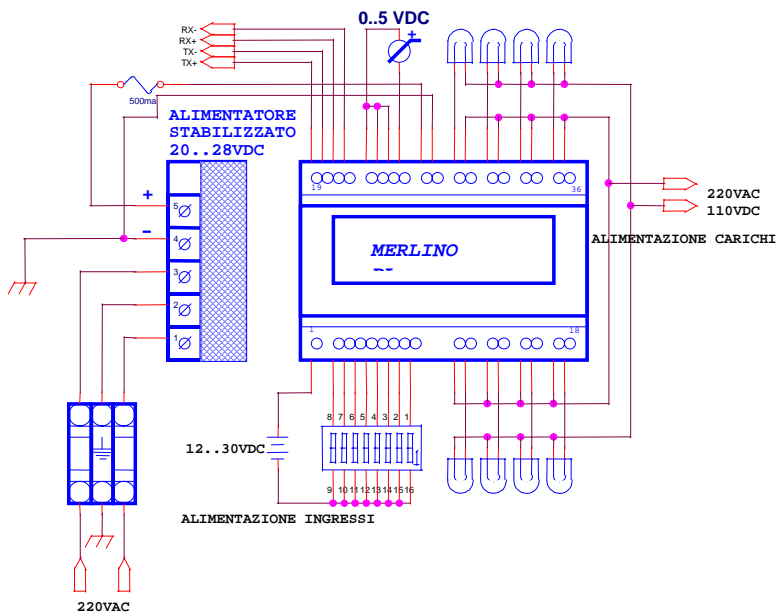 0..5 VDC
RX-
RX+
TX-
TX+
+
500ma
ALIMENTATORE
STABILIZZATO
20..28VDC
19
36
+
5
-
4
3
2
1
220VAC
110VDC
ALIMENTAZIONE CARICHI
MERLINO
1
18
8 7 6 5 4 3 2 1
12..30VDC
9 10 11 12 13 14 15 16
ALIMENTAZIONE INGRESSI
220VAC